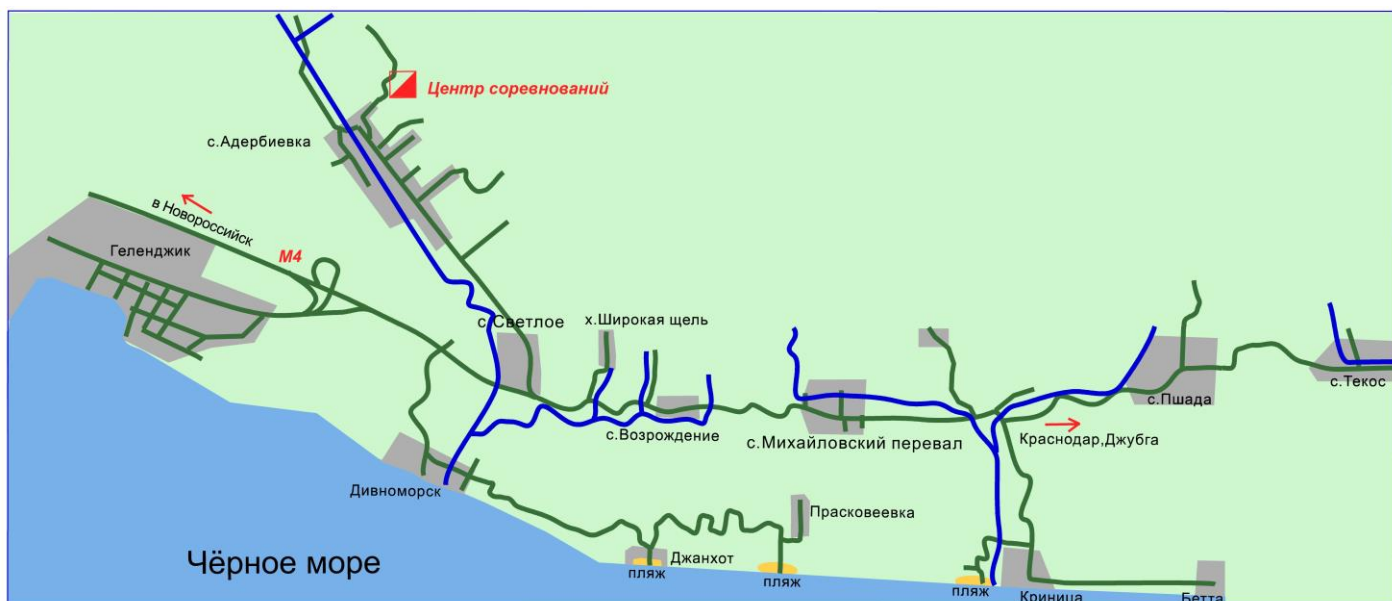 Центр соревнований
с.Адербиевка
в Новороссийск
Геленджик
М4
с.Светлое
х.Широкая щель
с.Возрождение
с.Михайловский перевал
Краснодар,Джубга
с.Пшада
с.Текос
Дивноморск
Прасковеевка
Джанхот
пляж
пляж
пляж
Криница
Бетта
Чёрное море